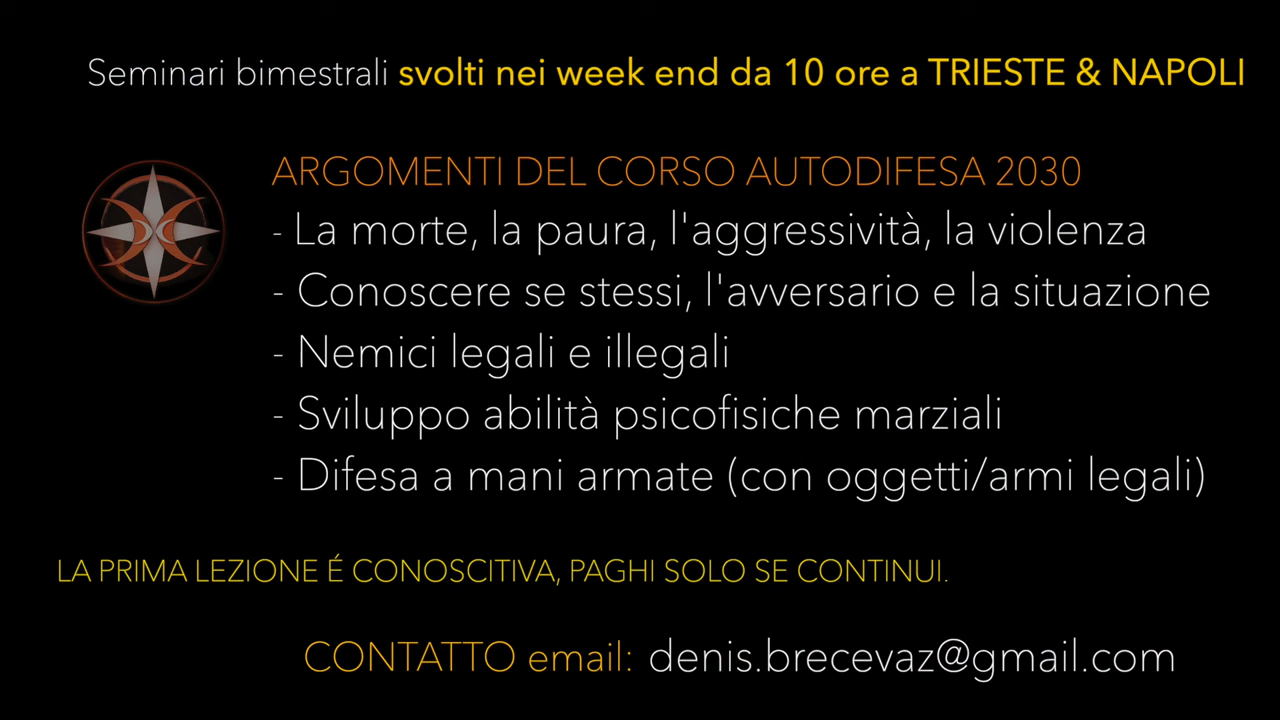 Seminari bimestrali svolti nei week end da 10 ore a TRIESTE & NAPOLI
ARGOMENTI DEL CORSO AUTODIFESA 2030
- La morte, la paura, l'aggressività, la violenza
- Conoscere se stessi, l'avversario e la situazione
- Nemici legali e illegali
- Sviluppo abilità psicofisiche marziali
- Difesa a mani armate (con oggetti/armi legali)
LA PRIMA LEZIONE É CONOSCITIVA, PAGHI SOLO SE CONTINUI.
CONTATTO email: denis.brecevaz@gmail.com